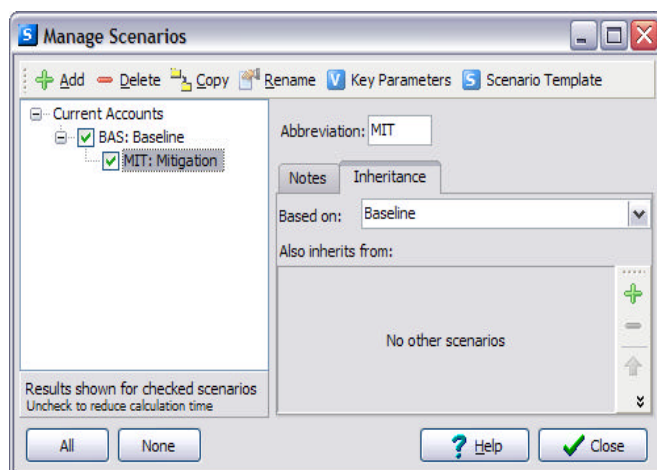 S Manage Scenarios
Add Delete Copy Rename V Key Parameters S Scenario Template
Current Accounts
BAS: Baseline
MIT: Mitigation
Abbreviation: MIT
Notes Inheritance
Based on: Baseline
Also inherits from:
No other scenarios
Results shown for checked scenarios
Uncheck to reduce calculation time
All None ? Help Close